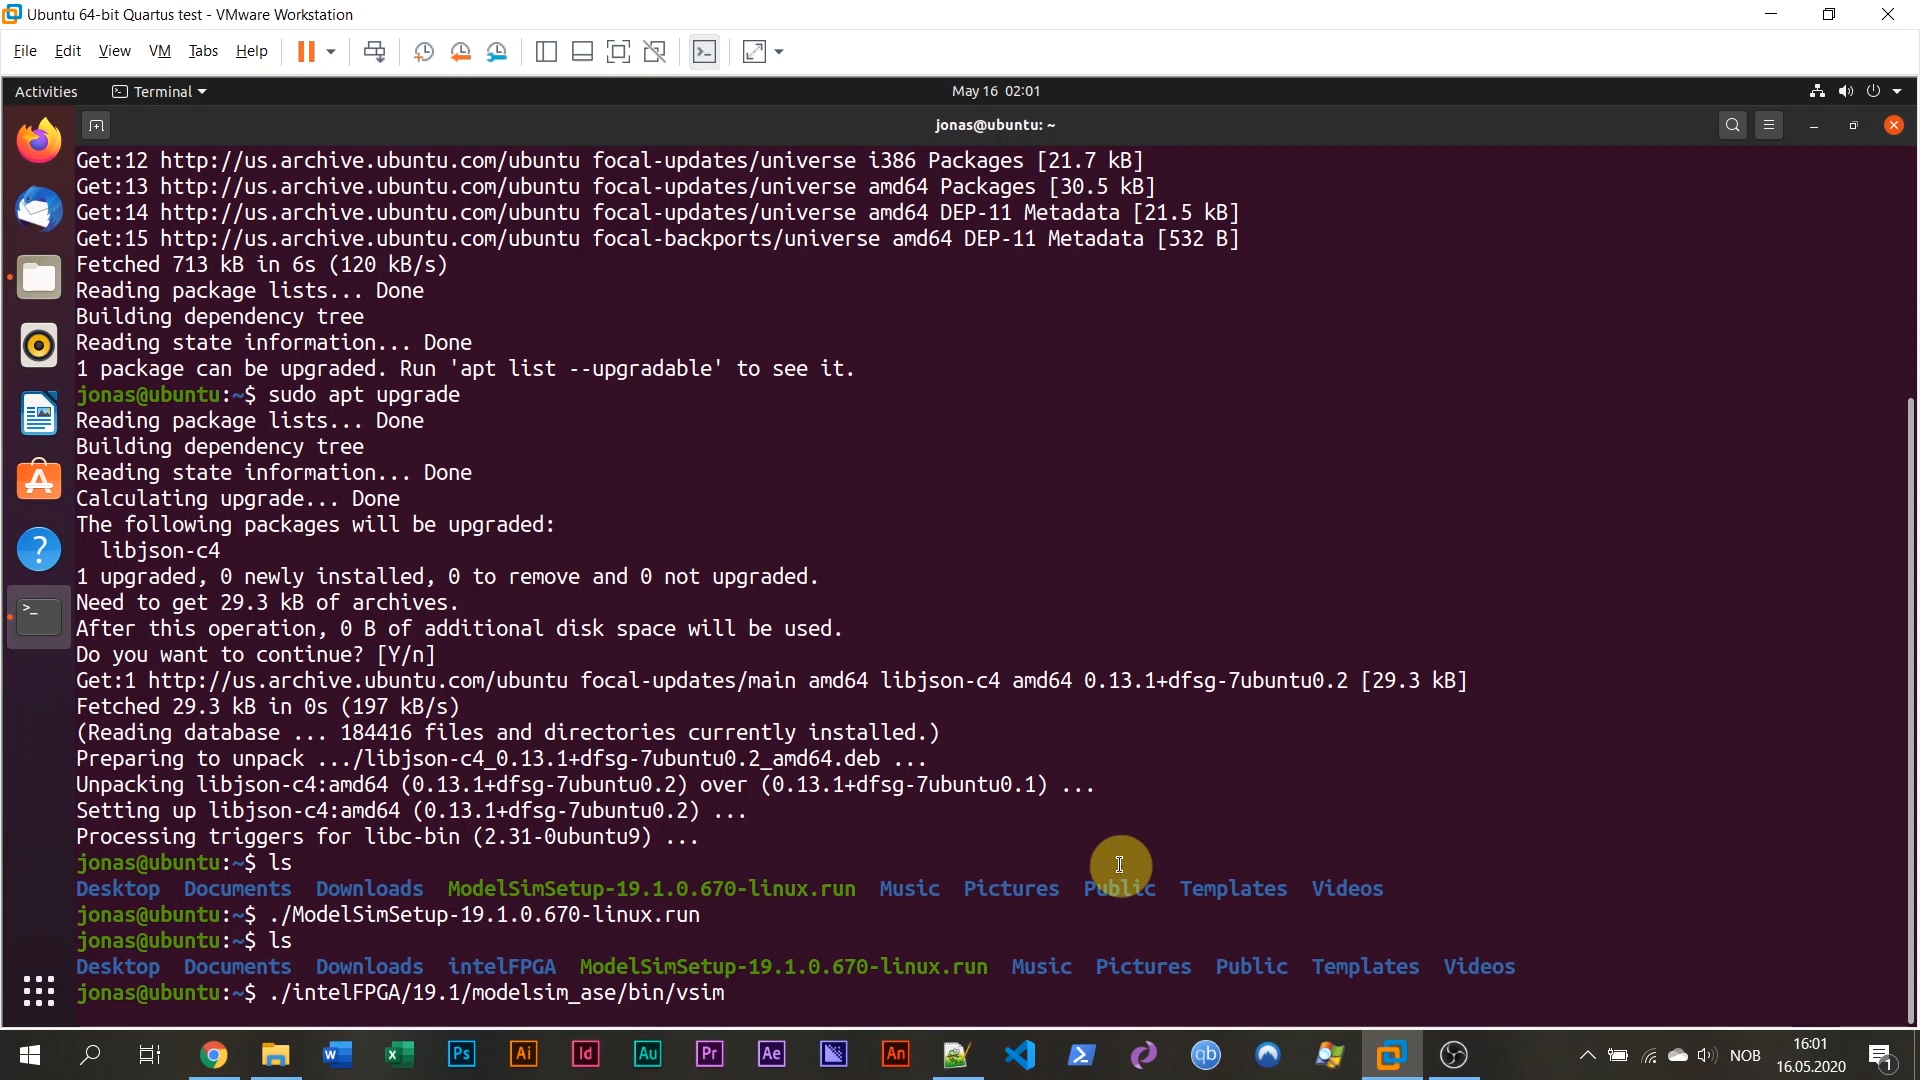 Ubuntu 64-bit Quartus test - VMware Workstation
File Edit View VM Tabs Help
Activities Terminal May 16 02:01
jonas@ubuntu: ~
Get:12 http://us.archive.ubuntu.com/ubuntu focal-updates/universe i386 Packages [21.7 kB]
Get:13 http://us.archive.ubuntu.com/ubuntu focal-updates/universe amd64 Packages [30.5 kB]
Get:14 http://us.archive.ubuntu.com/ubuntu focal-updates/universe amd64 DEP-11 Metadata [21.5 kB]
Get:15 http://us.archive.ubuntu.com/ubuntu focal-backports/universe amd64 DEP-11 Metadata [532 B]
Fetched 713 kB in 6s (120 kB/s)
Reading package lists... Done
Building dependency tree
Reading state information... Done
1 package can be upgraded. Run 'apt list --upgradable' to see it.
jonas@ubuntu:~$ sudo apt upgrade
Reading package lists... Done
Building dependency tree
Reading state information... Done
Calculating upgrade... Done
The following packages will be upgraded:
libjson-c4
1 upgraded, 0 newly installed, 0 to remove and 0 not upgraded.
Need to get 29.3 kB of archives.
After this operation, 0 B of additional disk space will be used.
Do you want to continue? [Y/n]
Get:1 http://us.archive.ubuntu.com/ubuntu focal-updates/main amd64 libjson-c4 amd64 0.13.1+dfsg-7ubuntu0.2 [29.3 kB]
Fetched 29.3 kB in 0s (197 kB/s)
(Reading database ... 184416 files and directories currently installed.)
Preparing to unpack .../libjson-c4_0.13.1+dfsg-7ubuntu0.2_amd64.deb ...
Unpacking libjson-c4:amd64 (0.13.1+dfsg-7ubuntu0.2) over (0.13.1+dfsg-7ubuntu0.1) ...
Setting up libjson-c4:amd64 (0.13.1+dfsg-7ubuntu0.2) ...
Processing triggers for libc-bin (2.31-0ubuntu9) ...
jonas@ubuntu:~$ ls
Desktop Documents Downloads ModelSimSetup-19.1.0.670-linux.run Music Pictures Public Templates Videos
jonas@ubuntu:~$ ./ModelSimSetup-19.1.0.670-linux.run
jonas@ubuntu:~$ ls
Desktop Documents Downloads intelFPGA ModelSimSetup-19.1.0.670-linux.run Music Pictures Public Templates Videos
jonas@ubuntu:~$ ./intelFPGA/19.1/modelsim_ase/bin/vsim
Ps Ai Id Au Pr Ae An qb NOB 16:01
16.05.2020 1